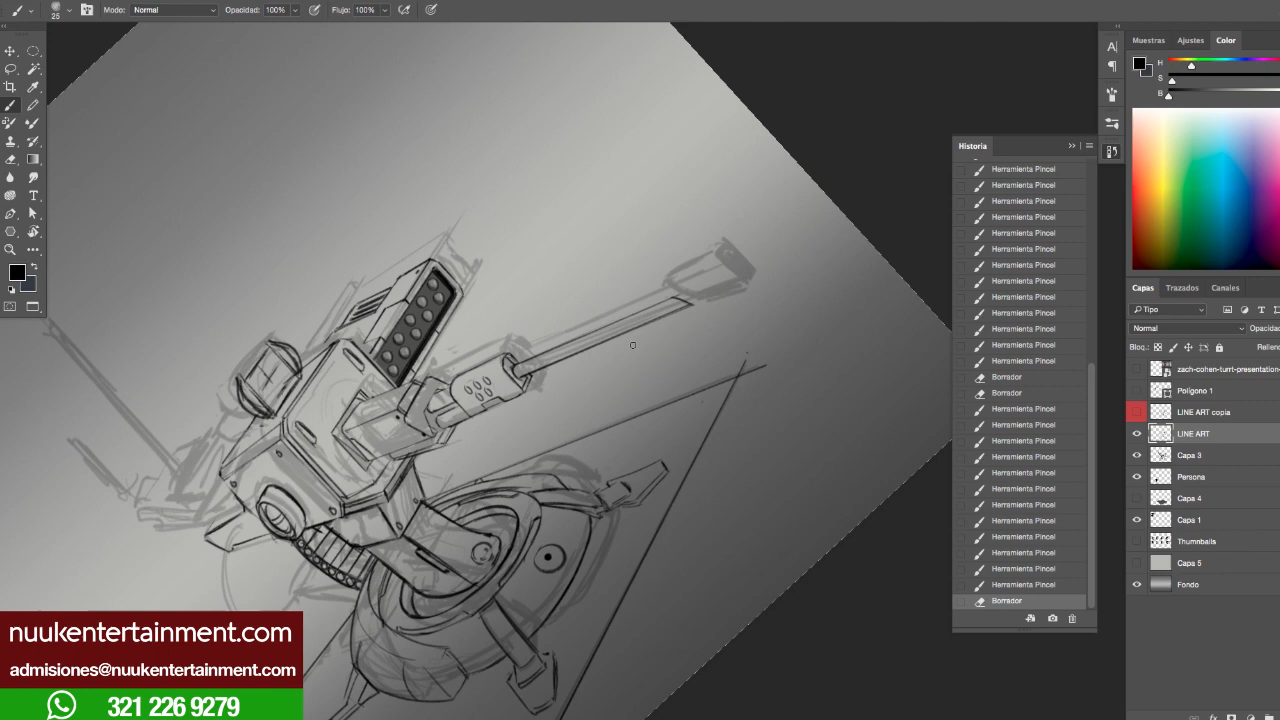 25
Modo: Normal
Opacidad: 100%
Flujo: 100%
Muestras Ajustes Color
H
S
B
Historia
Herramienta Pincel
Herramienta Pincel
Herramienta Pincel
Herramienta Pincel
Herramienta Pincel
Herramienta Pincel
Herramienta Pincel
Herramienta Pincel
Herramienta Pincel
Herramienta Pincel
Herramienta Pincel
Herramienta Pincel
Herramienta Pincel
Borrador
Borrador
Herramienta Pincel
Herramienta Pincel
Herramienta Pincel
Herramienta Pincel
Herramienta Pincel
Herramienta Pincel
Herramienta Pincel
Herramienta Pincel
Herramienta Pincel
Herramienta Pincel
Herramienta Pincel
Herramienta Pincel
Borrador
Capas Trazados Canales
Tipo
Normal Opacidad
Bloq.: Rellen
zach-cohen-turrt-presentation-
Polígono 1
LINE ART copia
LINE ART
Capa 3
Persona
Capa 4
Capa 1
Thumnbails
Capa 5
Fondo
nuukentertainment.com
admisiones@nuukentertainment.com
321 226 9279